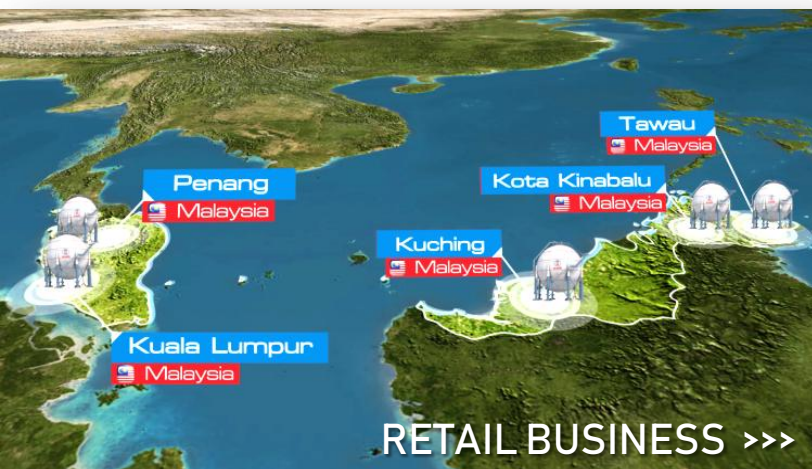 Tawau
Malaysia
Kota Kinabalu
Malaysia
Penang
Malaysia
Kuching
Malaysia
Kuala Lumpur
Malaysia
RETAIL BUSINESS >>>